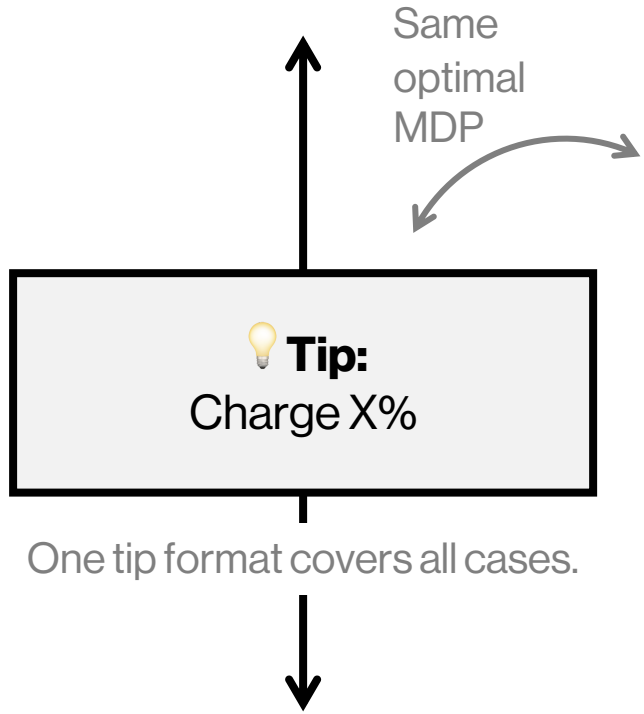 Same
optimal
MDP
Tip:
Charge X%
One tip format covers all cases.